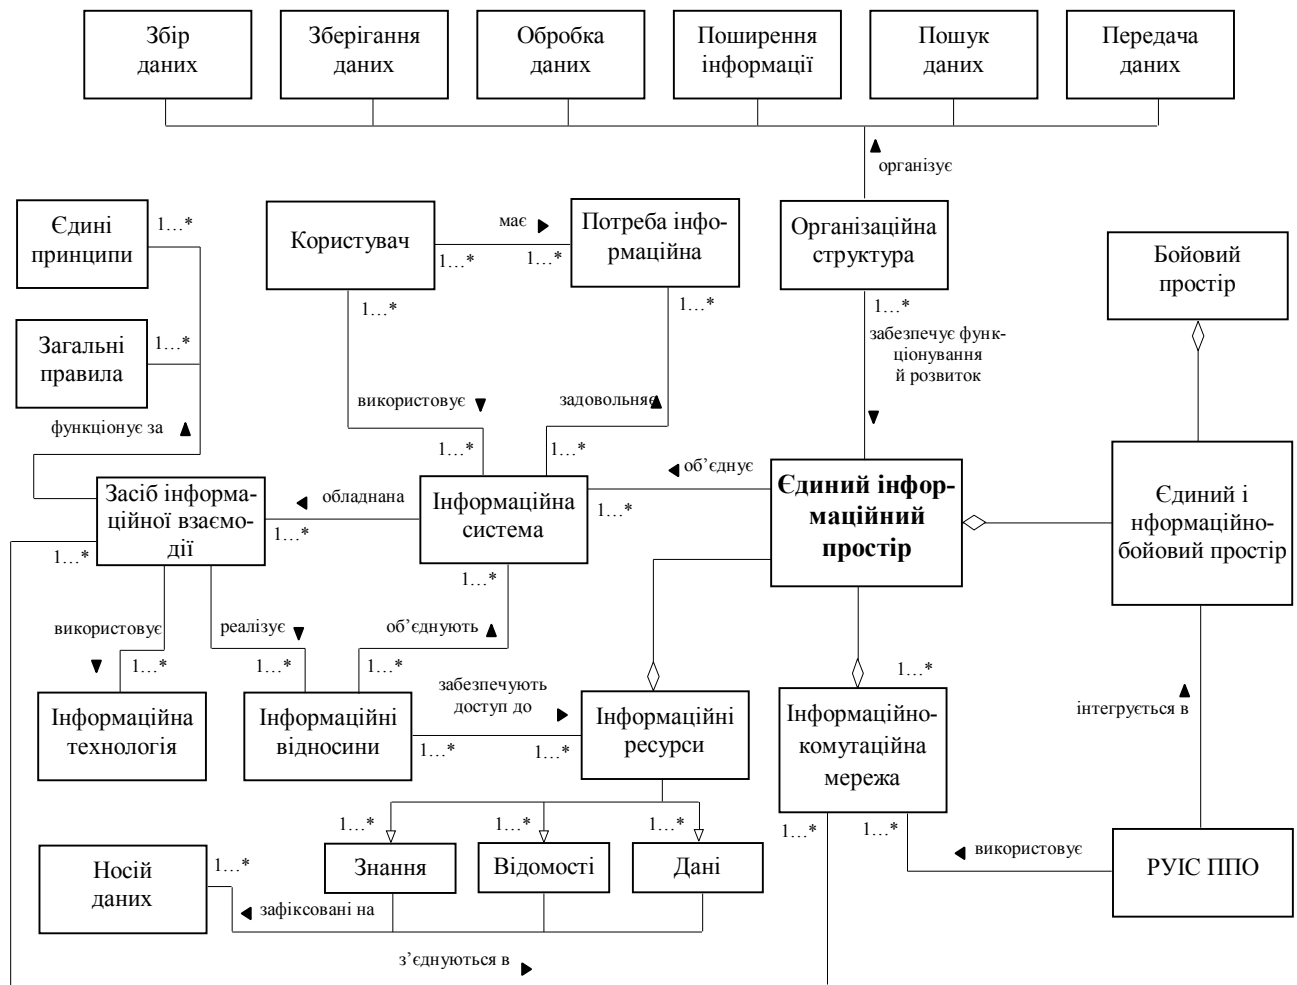 Збір
даних
Зберігання
даних
Обробка
даних
Поширення
інформації
Пошук
даних
Передача
даних
організує
Єдині
принципи
1…*
Користувач
має
1…*
1…*
Потреба інфо-
рмаційна
Організаційна
структура
Бойовий
простір
1…*
1…*
1…*
забезпечує функ-
ціонування
й розвиток
Загальні
правила
1…*
функціонує за
використовує
задовольняє
1…*
1…*
об’єднує
1…*
Засіб інформа-
ційної взаємо-
дії
обладнана
1…*
Інформаційна
система
Єдиний інфор-
маційний
простір
Єдиний і
нформаційно-
бойовий простір
1…*
1…*
використовує
реалізує
об’єднують
1…*
1…*
1…*
1…*
забезпечують
доступ до
Інформаційна
технологія
Інформаційні
відносини
1…*
1…*
Інформаційні
ресурси
Інформаційно-
комутаційна
мережа
інтегрується в
1…*
1…*
1…*
1…*
1…*
Носій
даних
1…*
Знання
Відомості
Дані
використовує
РУІС ППО
зафіксовані на
з’єднуються в